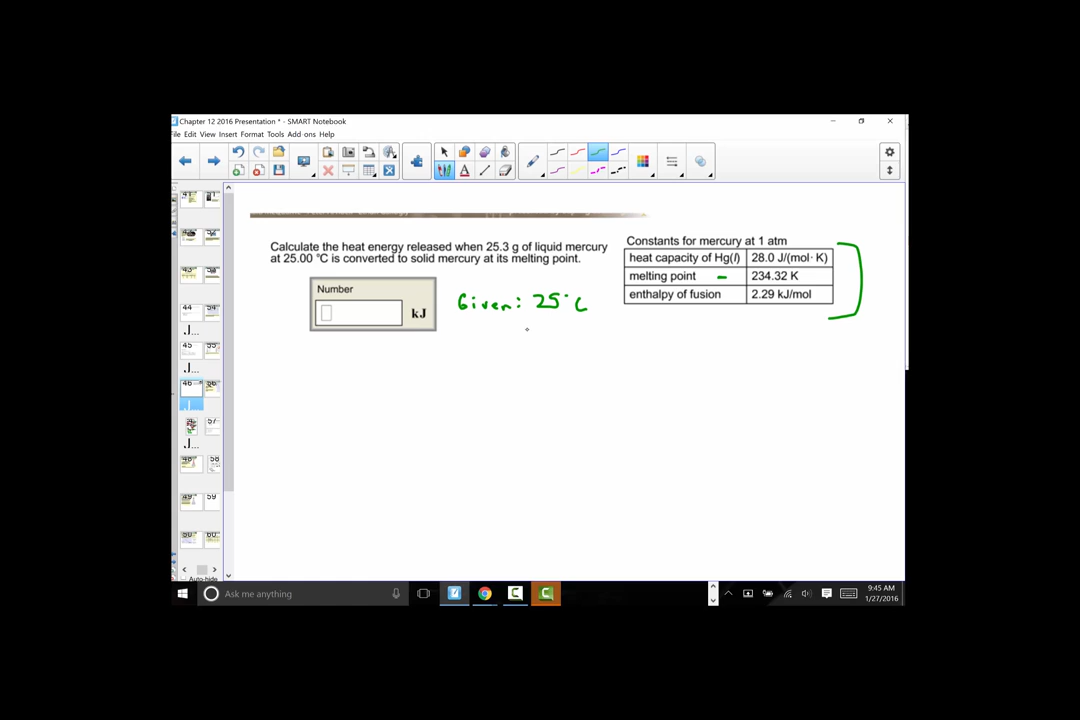 Chapter 12 2016 Presentation * - SMART Notebook
File Edit View Insert Format Tools Add ons Help
Calculate the heat energy released when 25.3 g of liquid mercury
at 25.00 °C is converted to solid mercury at its melting point.
Number
kJ
Given: 25°C
Constants for mercury at 1 atm
heat capacity of Hg(l) 28.0 J/(mol·K)
melting point 234.32 K
enthalpy of fusion 2.29 kJ/mol
44
J...
45
J...
46
J...
57
J...
58
59
Auto-hide
Ask me anything
9:45 AM
1/27/2016